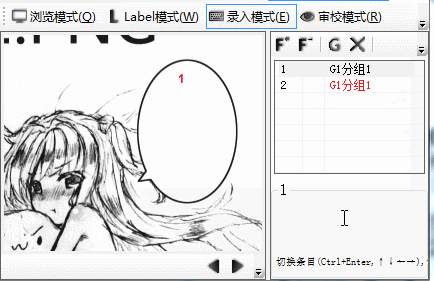 浏览模式(Q) Label模式(W) 录入模式(E) 审校模式(R)
...PNG
1
F+ F- G
1 G1分组1
2 G1分组1
1
切换条目(Ctrl+Enter,↑↓←→),